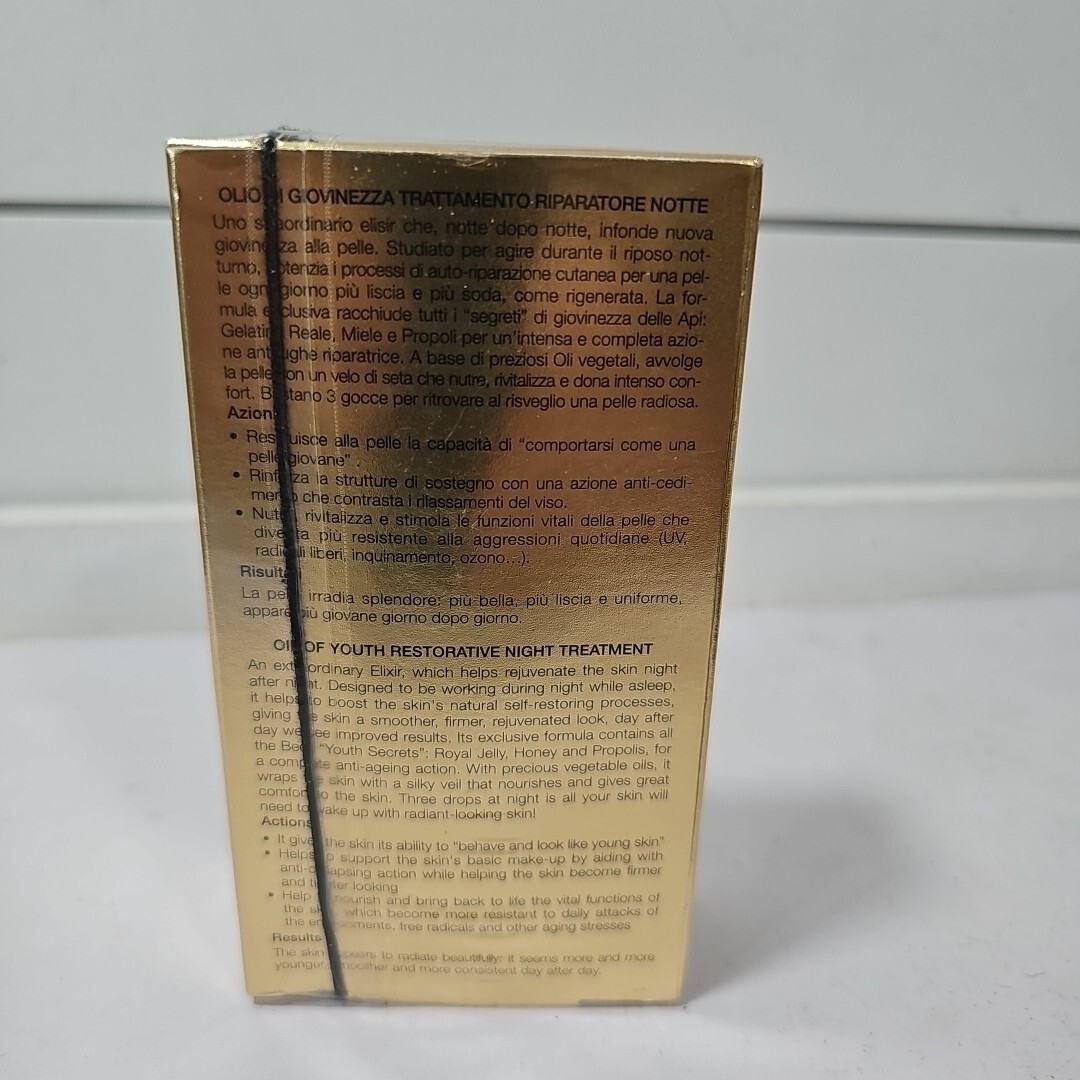 OLIO DI GIOVINEZZA TRATTAMENTO RIPARATORE NOTTE
Uno straordinario elisir che, notte dopo notte, infonde nuova
giovinezza alla pelle. Studiato per agire durante il riposo not-
turno, potenzia i processi di auto-riparazione cutanea per una pel-
le ogni giorno più liscia e più soda, come rigenerata. La for-
mula esclusiva racchiude tutti i "segreti" di giovinezza delle Api:
Gelatina Reale, Miele e Propoli per un'intensa e completa azio-
ne antirughe riparatrice. A base di preziosi Oli vegetali, avvolge
la pelle con un velo di seta che nutre, rivitalizza e dona intenso con-
fort. Bastano 3 gocce per ritrovare al risveglio una pelle radiosa.
Azioni
• Restituisce alla pelle la capacità di "comportarsi come una
pelle giovane".
• Rinforza la strutture di sostegno con una azione anti-cedi-
mento che contrasta i rilassamenti del viso.
• Nutre, rivitalizza e stimola le funzioni vitali della pelle che
diventa più resistente alla aggressioni quotidiane (UV,
radicali liberi, inquinamento, ozono...).
Risultati
La pelle irradia splendore: più bella, più liscia e uniforme,
appare più giovane giorno dopo giorno.
OIL OF YOUTH RESTORATIVE NIGHT TREATMENT
An extraordinary Elixir, which helps rejuvenate the skin night
after night. Designed to be working during night while asleep,
it helps to boost the skin's natural self-restoring processes,
giving the skin a smoother, firmer, rejuvenated look, day after
day we see improved results. Its exclusive formula contains all
the Bee "Youth Secrets": Royal Jelly, Honey and Propolis, for
a complete anti-ageing action. With precious vegetable oils, it
wraps the skin with a silky veil that nourishes and gives great
comfort to the skin. Three drops at night is all your skin will
need to wake up with radiant-looking skin!
Actions
• It gives the skin its ability to "behave and look like young skin"
• Helps to support the skin's basic make-up by aiding with
anti-collapsing action while helping the skin become firmer
and tighter looking
• Help to nourish and bring back to life the vital functions of
the skin, which become more resistant to daily attacks of
the environments, free radicals and other aging stresses
Results
The skin appears to radiate beautifully: it seems more and more
younger, smoother and more consistent day after day.